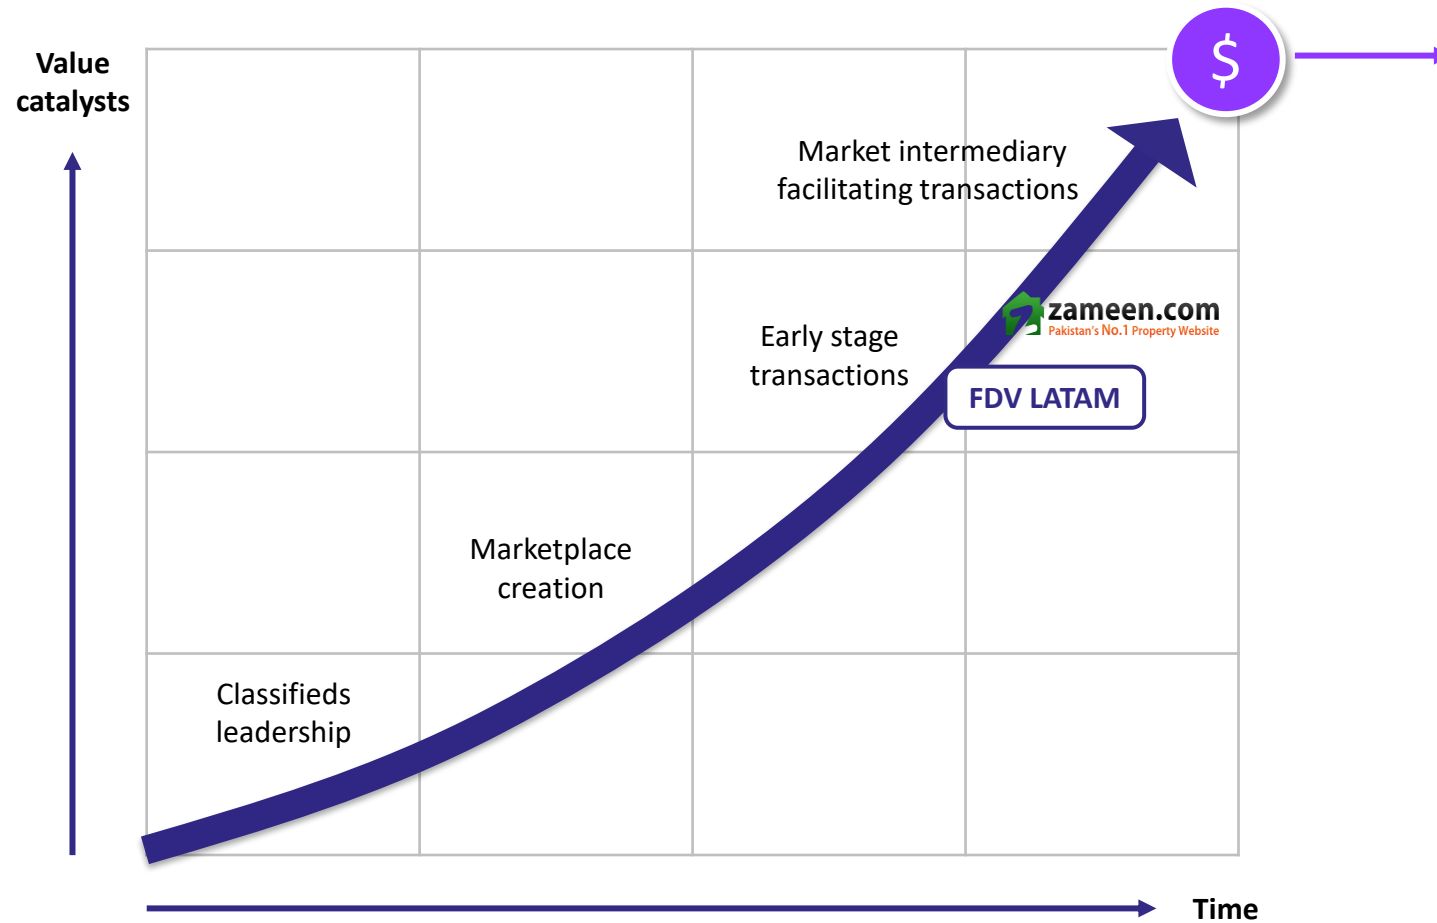 Value
catalysts
$
Market intermediary
facilitating transactions
zameen.com
Pakistan's No.1 Property Website
Early stage
transactions
FDV LATAM
Marketplace
creation
Classifieds
leadership
Time